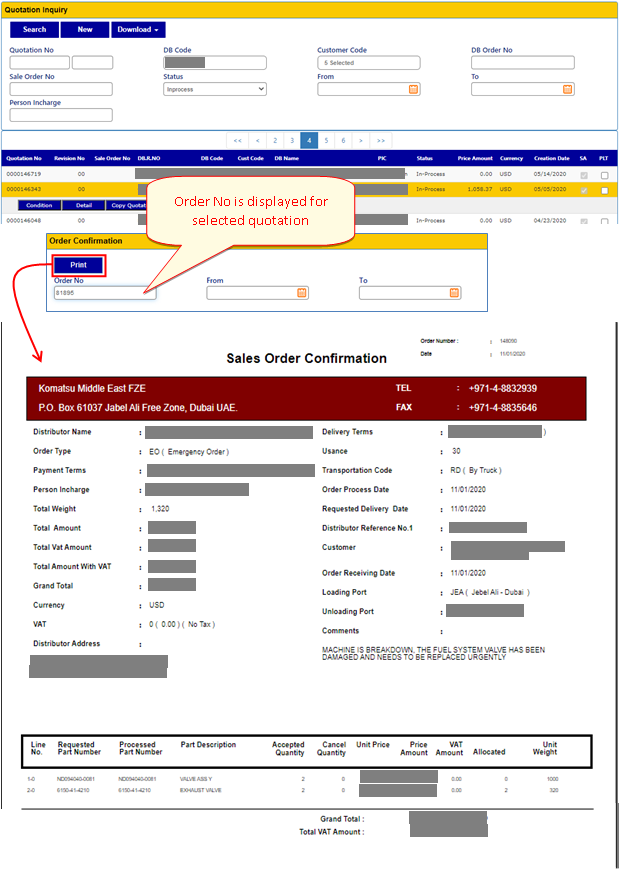 Quotation Inquiry
Search New Download
Quotation No DB Code Customer Code DB Order No
5 Selected
Sale Order No Status From To
Inprocess
Person Incharge
<< < 2 3 4 5 6 > >>
Quotation No Revision No Sale Order No DB.R.NO DB Code Cust Code DB Name PIC Status Price Amount Currency Creation Date SA PLT
0000146719 00 In-Process 0.00 USD 05/14/2020
0000146343 00 In-Process 1,058.37 USD 05/05/2020
Condition Detail Copy Quotat
0000146048 00 In-Process 0.00 USD 04/23/2020
Order No is displayed for
selected quotation
Order Confirmation
Print
Order No From To
81896
Order Number : 148090
Date : 11/01/2020
Sales Order Confirmation
Komatsu Middle East FZE TEL : +971-4-8832939
P.O. Box 61037 Jabel Ali Free Zone, Dubai UAE. FAX : +971-4-8835646
Distributor Name : Delivery Terms : )
Order Type : EO ( Emergency Order ) Usance : 30
Payment Terms : Transportation Code : RD ( By Truck )
Person Incharge : Order Process Date : 11/01/2020
Total Weight : 1,320 Requested Delivery Date : 11/01/2020
Total Amount : Distributor Reference No.1 :
Total Vat Amount : Customer :
Total Amount With VAT :
Order Receiving Date : 11/01/2020
Grand Total :
Loading Port : JEA ( Jebel Ali - Dubai )
Currency : USD
Unloading Port :
VAT : 0 ( 0.00 ) ( No Tax )
Comments :
Distributor Address :
MACHINE IS BREAKDOWN. THE FUEL SYSTEM VALVE HAS BEEN
DAMAGED AND NEEDS TO BE REPLACED URGENTLY
Line No. Requested Part Number Processed Part Number Part Description Accepted Quantity Cancel Quantity Unit Price Price Amount VAT Amount Allocated Unit Weight
1-0 ND094040-0081 ND094040-0081 VALVE ASS Y 2 0 0.00 0 1000
2-0 6150-41-4210 6150-41-4210 EXHAUST VALVE 2 0 0.00 2 320
Grand Total :
Total VAT Amount :